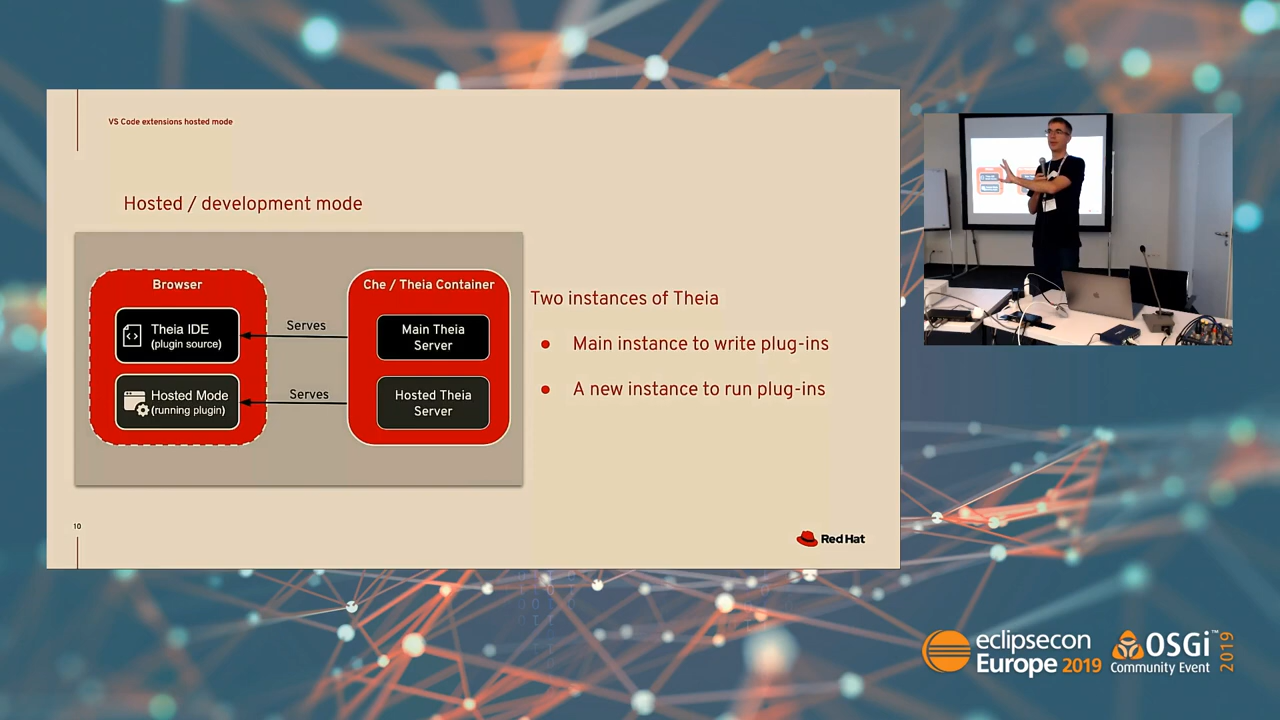 VS Code extensions hosted mode
Hosted / development mode
Browser
Theia IDE
(plugin source)
Hosted Mode
(running plugin)
Serves
Serves
Che / Theia Container
Main Theia
Server
Hosted Theia
Server
Two instances of Theia
● Main instance to write plug-ins
● A new instance to run plug-ins
10
Red Hat
eclipsecon
Europe 2019
OSGi™
Community Event
2019